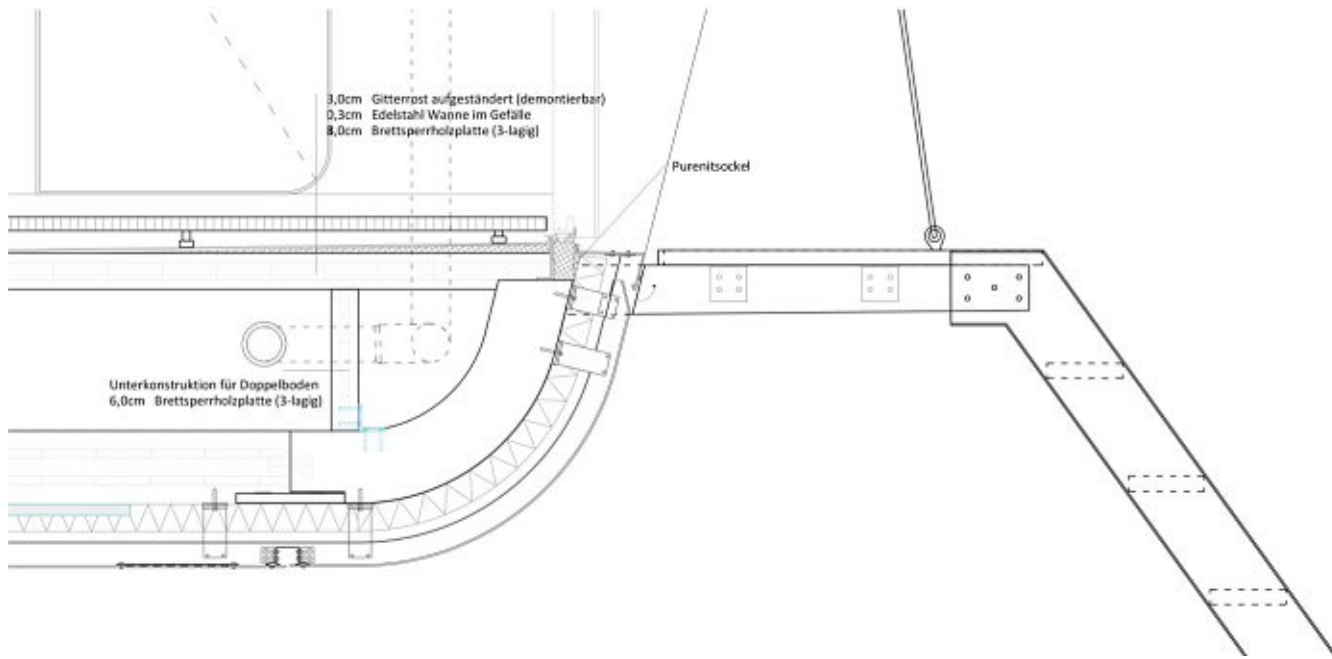 3,0cm Gitterrost aufgeständert (demontierbar)
0,3cm Edelstahl Wanne im Gefälle
8,0cm Brettsperrholzplatte (3-lagig)
Purenitsockel
Unterkonstruktion für Doppelboden
6,0cm Brettsperrholzplatte (3-lagig)